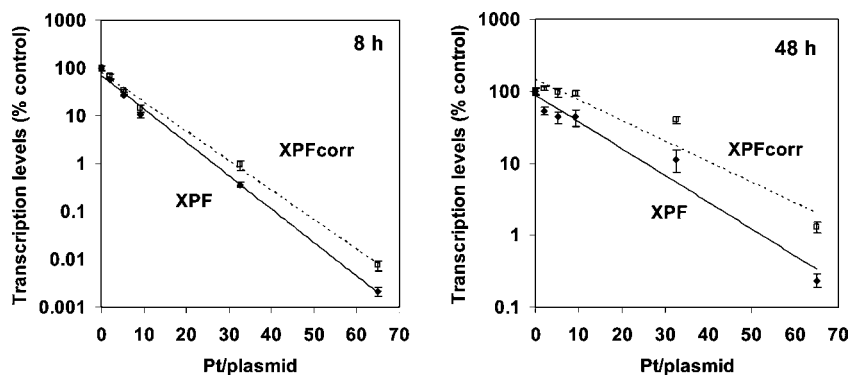 Transcription levels (% control)
1000
100
10
1
0.1
0.01
0.001
8 h
XPFcorr
XPF
0 10 20 30 40 50 60 70
Pt/plasmid
Transcription levels (% control)
1000
100
10
1
0.1
48 h
XPFcorr
XPF
0 10 20 30 40 50 60 70
Pt/plasmid